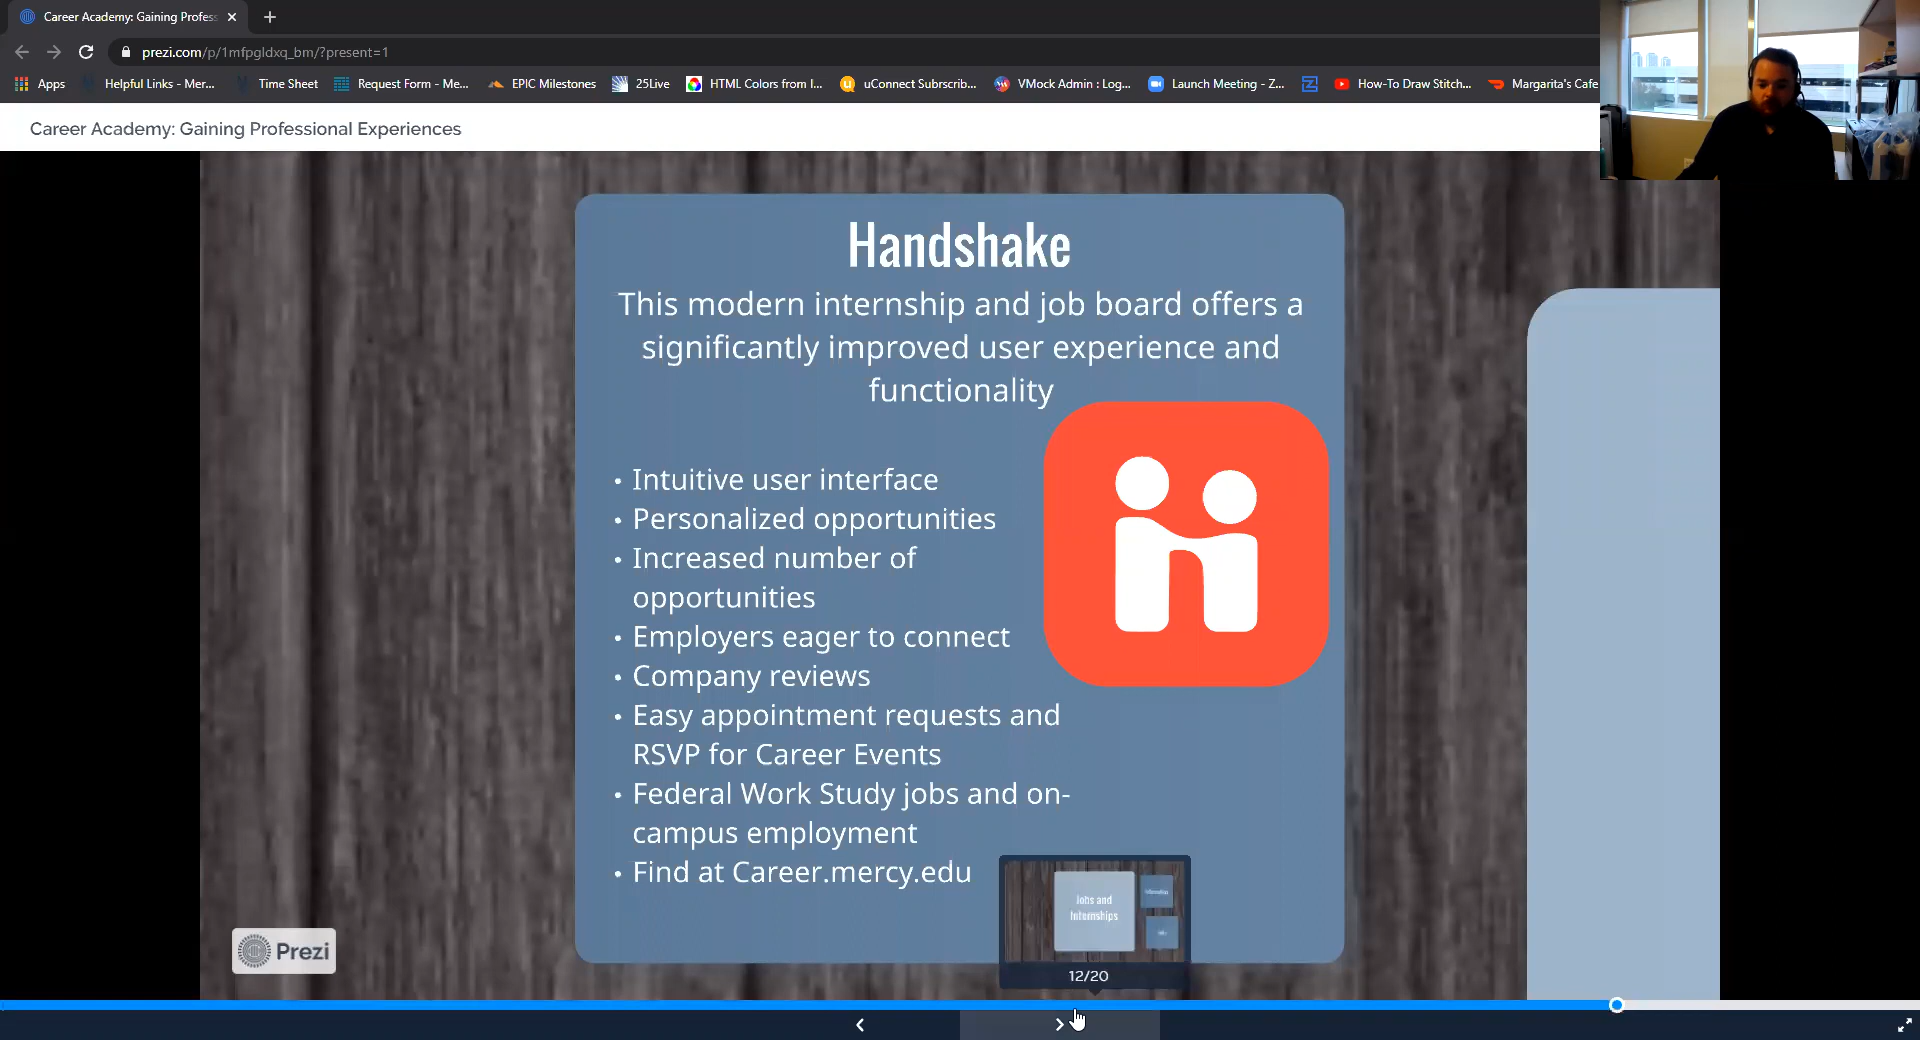 Career Academy: Gaining Profess
prezi.com/p/1mfpgldxq_bm/?present=1
Apps
Helpful Links - Mer...
Time Sheet
Request Form - Me...
EPIC Milestones
25Live
HTML Colors from I...
uConnect Subscrib...
VMock Admin : Log...
Launch Meeting - Z...
How-To Draw Stitch...
Margarita's Cafe
Career Academy: Gaining Professional Experiences
Handshake
This modern internship and job board offers a
significantly improved user experience and
functionality
• Intuitive user interface
• Personalized opportunities
• Increased number of
opportunities
• Employers eager to connect
• Company reviews
• Easy appointment requests and
RSVP for Career Events
• Federal Work Study jobs and on-
campus employment
• Find at Career.mercy.edu
Jobs and
Internships
12/20
Prezi